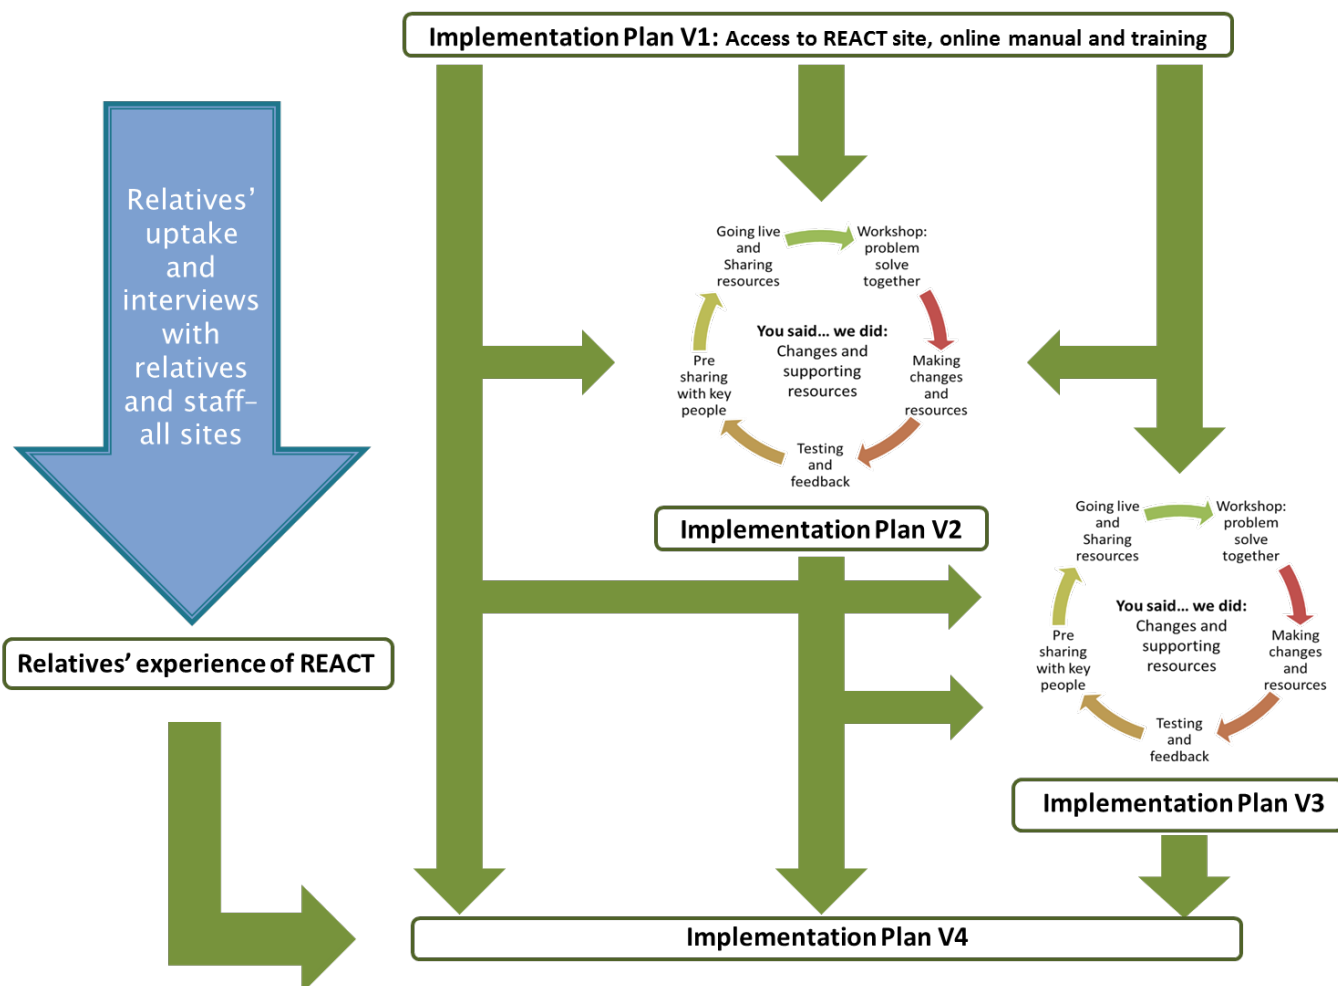 Implementation Plan V1: Access to REACT site, online manual and training
Relatives’
uptake
and
interviews
with
relatives
and staff–
all sites
Relatives’ experience of REACT
Going live
and
Sharing
resources
Workshop:
problem
solve
together
You said... we did:
Changes and
supporting
resources
Pre
sharing
with key
people
Making
changes
and
resources
Testing
and
feedback
Implementation Plan V2
Going live
and
Sharing
resources
Workshop:
problem
solve
together
You said... we did:
Changes and
supporting
resources
Pre
sharing
with key
people
Making
changes
and
resources
Testing
and
feedback
Implementation Plan V3
Implementation Plan V4